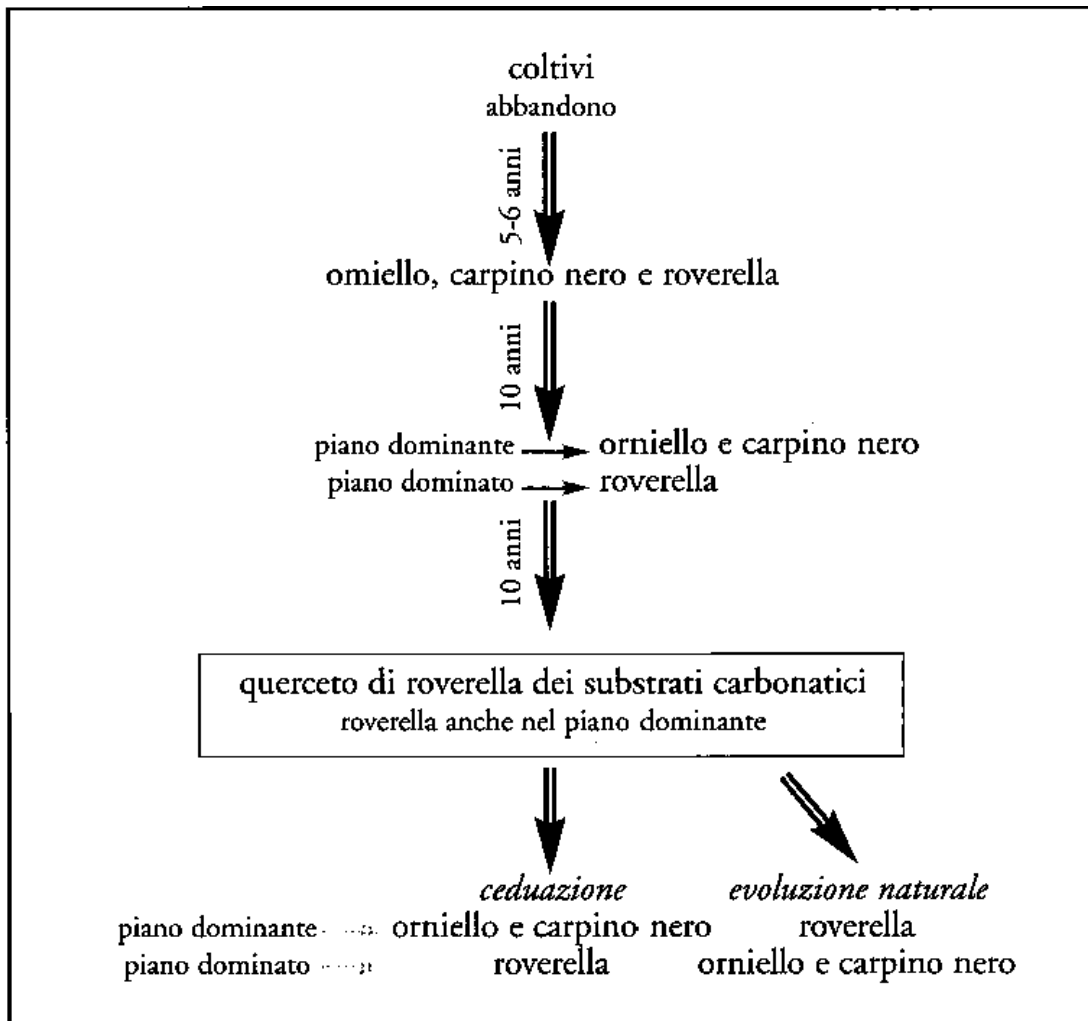 coltivi
abbandono
5-6 anni
omiello, carpino nero e roverella
10 anni
piano dominante orniello e carpino nero
piano dominato roverella
10 anni
querceto di roverella dei substrati carbonatici
roverella anche nel piano dominante
ceduazione evoluzione naturale
piano dominante orniello e carpino nero roverella
piano dominato roverella orniello e carpino nero